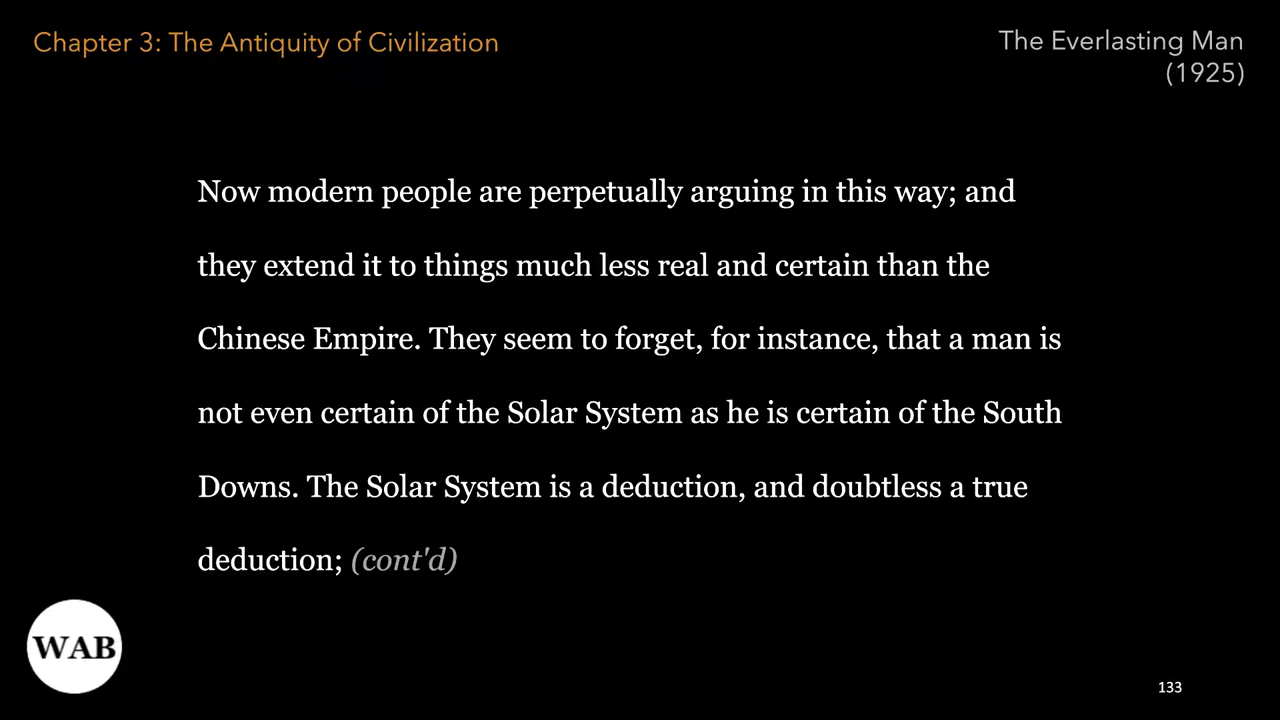 Chapter 3: The Antiquity of Civilization
The Everlasting Man
(1925)
Now modern people are perpetually arguing in this way; and
they extend it to things much less real and certain than the
Chinese Empire. They seem to forget, for instance, that a man is
not even certain of the Solar System as he is certain of the South
Downs. The Solar System is a deduction, and doubtless a true
deduction; (cont'd)
WAB
133